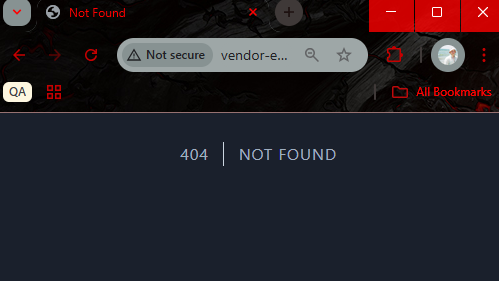 Not Found
Not secure
vendor-e...
QA
All Bookmarks
404
NOT FOUND